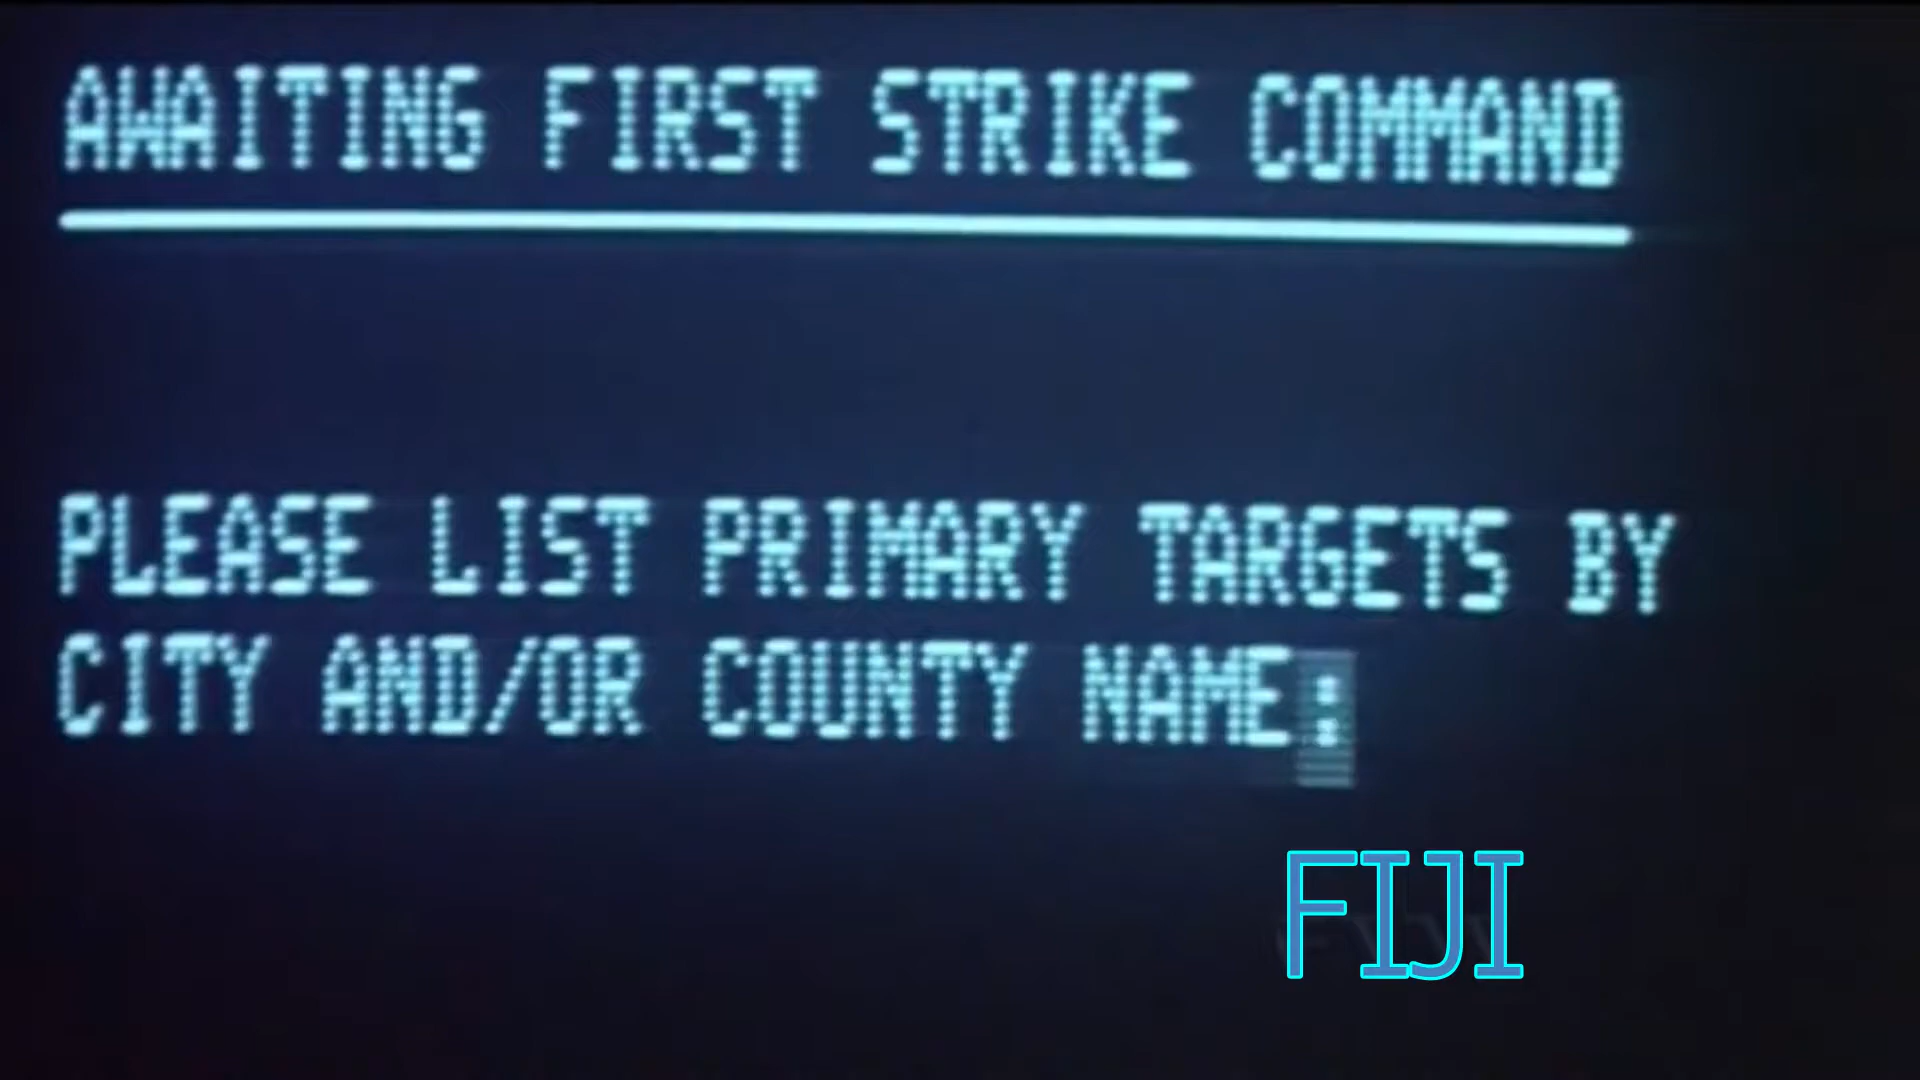 AWAITING FIRST STRIKE COMMAND
PLEASE LIST PRIMARY TARGETS BY
CITY AND/OR COUNTY NAME:
FIJI